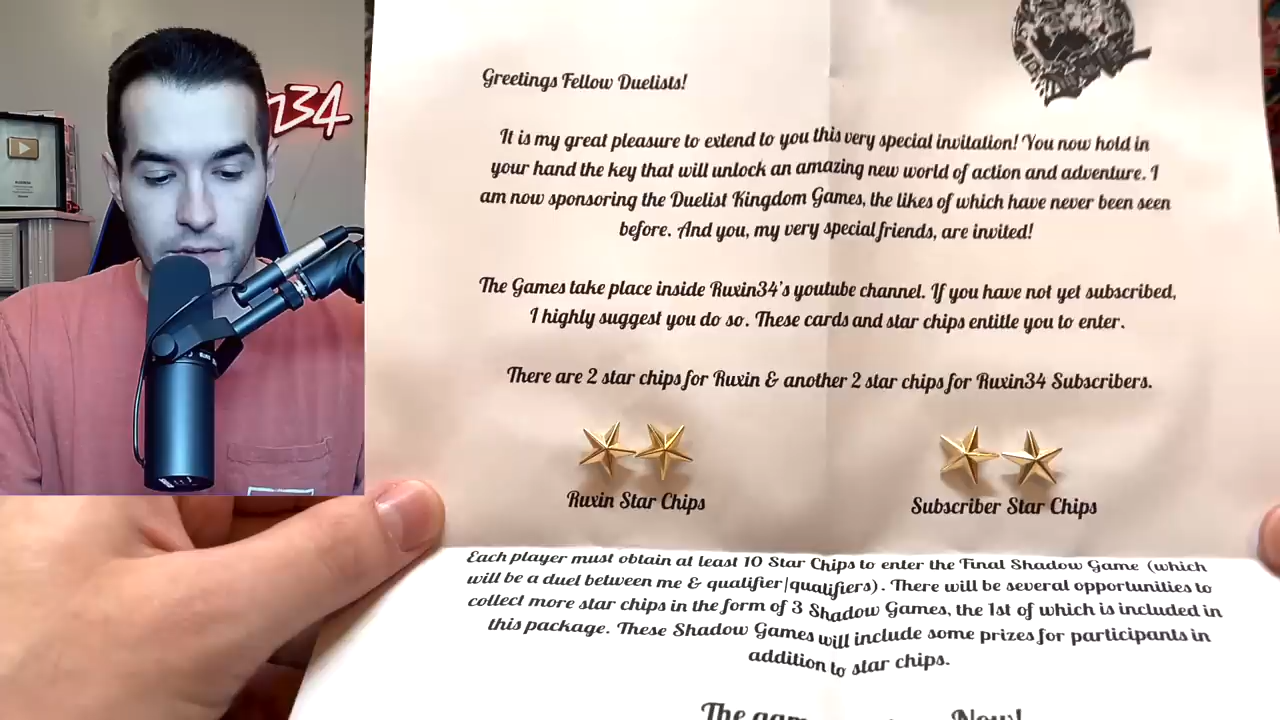 n34
Greetings Fellow Duelists!
It is my great pleasure to extend to you this very special invitation! You now hold in
your hand the key that will unlock an amazing new world of action and adventure. I
am now sponsoring the Duelist Kingdom Games, the likes of which have never been seen
before. And you, my very special friends, are invited!
The Games take place inside Ruxin34's youtube channel. If you have not yet subscribed,
I highly suggest you do so. These cards and star chips entitle you to enter.
There are 2 star chips for Ruxin & another 2 star chips for Ruxin34 Subscribers.
Ruxin Star Chips
Subscriber Star Chips
Each player must obtain at least 10 Star Chips to enter the Final Shadow Game (which
will be a duel between me & qualifier/qualifiers). There will be several opportunities to
collect more star chips in the form of 3 Shadow Games, the 1st of which is included in
this package. These Shadow Games will include some prizes for participants in
addition to star chips.
The Now!